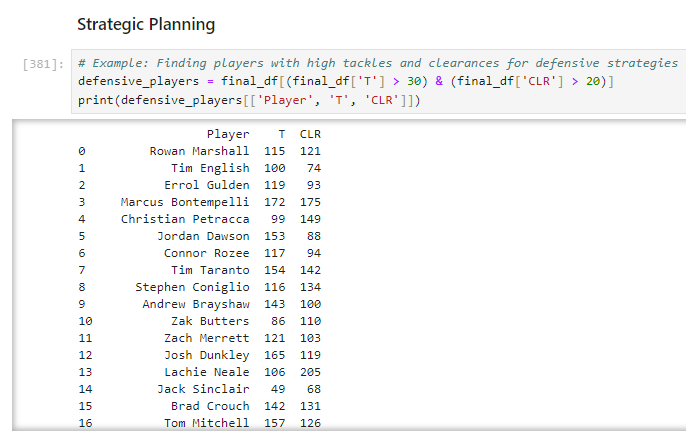 Strategic Planning
[381]: # Example: Finding players with high tackles and clearances for defensive strategies
defensive_players = final_df[(final_df['T'] > 30) & (final_df['CLR'] > 20)]
print(defensive_players[['Player', 'T', 'CLR']])
Player T CLR
0 Rowan Marshall 115 121
1 Tim English 100 74
2 Errol Gulden 119 93
3 Marcus Bontempelli 172 175
4 Christian Petracca 99 149
5 Jordan Dawson 153 88
6 Connor Rozee 117 94
7 Tim Taranto 154 142
8 Stephen Coniglio 116 134
9 Andrew Brayshaw 143 100
10 Zak Butters 86 110
11 Zach Merrett 121 103
12 Josh Dunkley 165 119
13 Lachie Neale 106 205
14 Jack Sinclair 49 68
15 Brad Crouch 142 131
16 Tom Mitchell 157 126